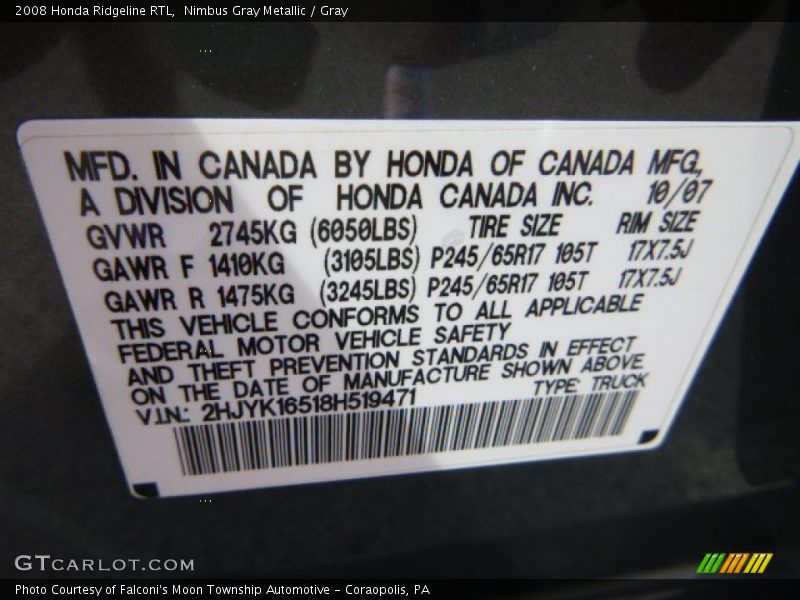 2008 Honda Ridgeline RTL,  Nimbus Gray Metallic / Gray
MFD. IN CANADA BY HONDA OF CANADA MFG.,
A DIVISION OF HONDA CANADA INC. 10/07
GVWR 2745KG (6050LBS) TIRE SIZE RIM SIZE
GAWR F 1410KG (3105LBS) P245/65R17 105T 17X7.5J
GAWR R 1475KG (3245LBS) P245/65R17 105T 17X7.5J
THIS VEHICLE CONFORMS TO ALL APPLICABLE
FEDERAL MOTOR VEHICLE SAFETY
AND THEFT PREVENTION STANDARDS IN EFFECT
ON THE DATE OF MANUFACTURE SHOWN ABOVE
V.I.N.: 2HJYK16518H519471 TYPE: TRUCK
GTCARLOT.COM
Photo Courtesy of Falconi's Moon Township Automotive - Coraopolis, PA